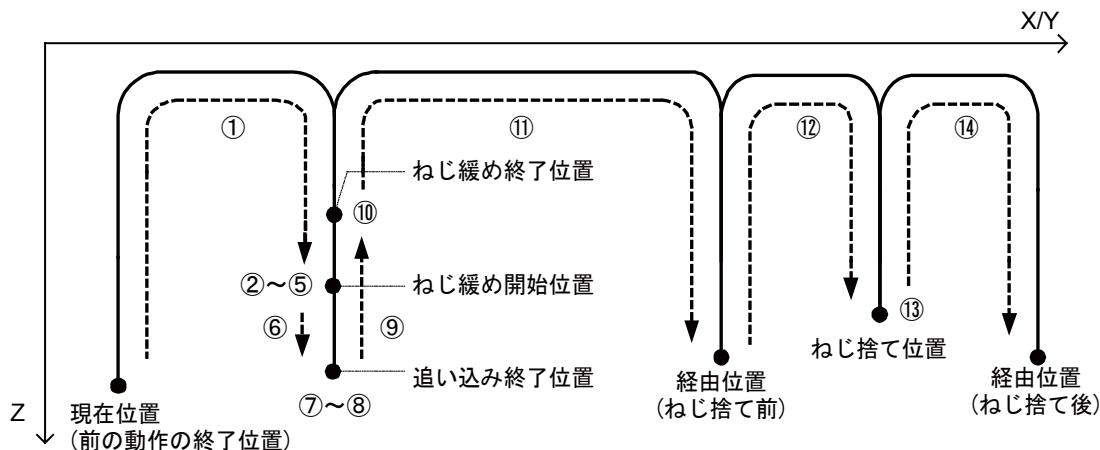 X/Y
①
⑪
⑫
⑭
ねじ緩め終了位置
⑩
②～⑤
ねじ緩め開始位置
⑬
⑥
⑨
ねじ捨て位置
追い込み終了位置
⑦～⑧
経由位置
(ねじ捨て前)
経由位置
(ねじ捨て後)
Z
現在位置
(前の動作の終了位置)